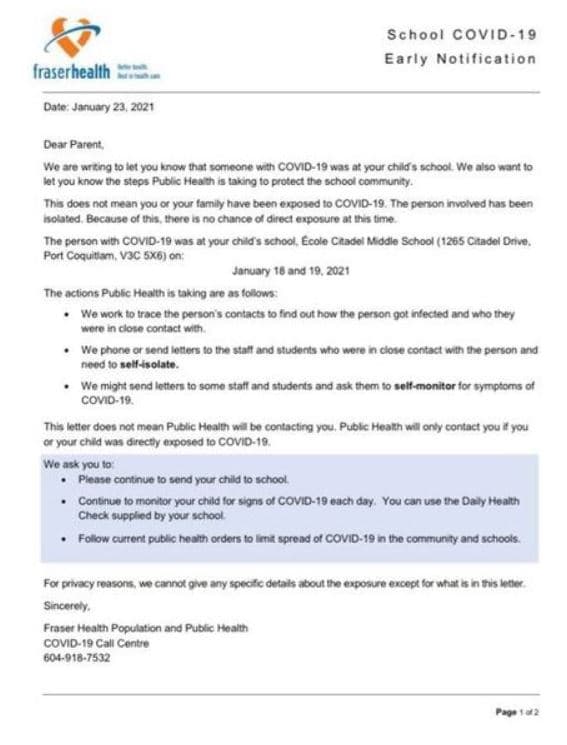 School COVID-19
Early Notification
fraserhealth
Better health.
Best in health care.
Date: January 23, 2021
Dear Parent,
We are writing to let you know that someone with COVID-19 was at your child's school. We also want to
let you know the steps Public Health is taking to protect the school community.
This does not mean you or your family have been exposed to COVID-19. The person involved has been
isolated. Because of this, there is no chance of direct exposure at this time.
The person with COVID-19 was at your child's school, École Citadel Middle School (1265 Citadel Drive,
Port Coquitlam, V3C 5X6) on:
January 18 and 19, 2021
The actions Public Health is taking are as follows:
• We work to trace the person's contacts to find out how the person got infected and who they
were in close contact with.
• We phone or send letters to the staff and students who were in close contact with the person and
need to self-isolate.
• We might send letters to some staff and students and ask them to self-monitor for symptoms of
COVID-19.
This letter does not mean Public Health will be contacting you. Public Health will only contact you if you
or your child was directly exposed to COVID-19.
We ask you to:
• Please continue to send your child to school.
• Continue to monitor your child for signs of COVID-19 each day. You can use the Daily Health
Check supplied by your school.
• Follow current public health orders to limit spread of COVID-19 in the community and schools.
For privacy reasons, we cannot give any specific details about the exposure except for what is in this letter.
Sincerely,
Fraser Health Population and Public Health
COVID-19 Call Centre
604-918-7532
Page 1 of 2